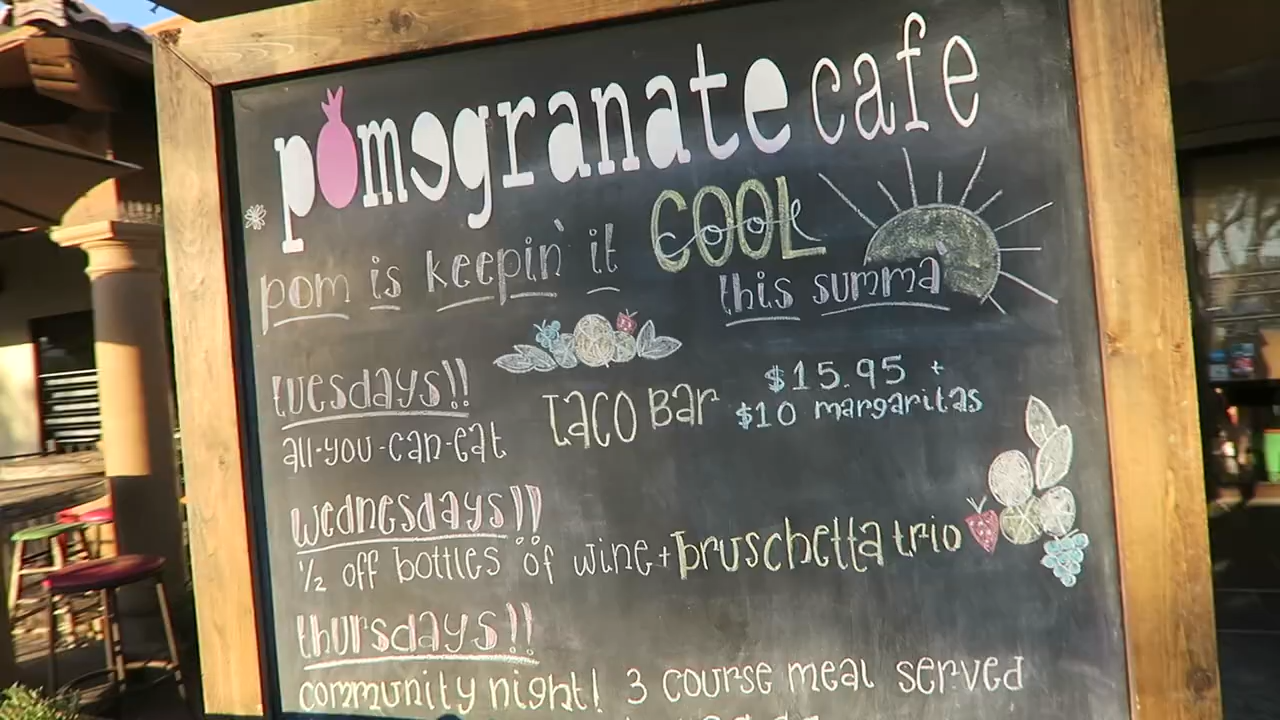 pomegranate cafe
pom is keepin' it COOL
this summa
tuesdays!!
all-you-can-eat TACO Bar $15.95 +
$10 margaritas
wednesdays!!
½ off bottles of wine + bruschetta trio
thursdays!!
community night! 3 course meal served